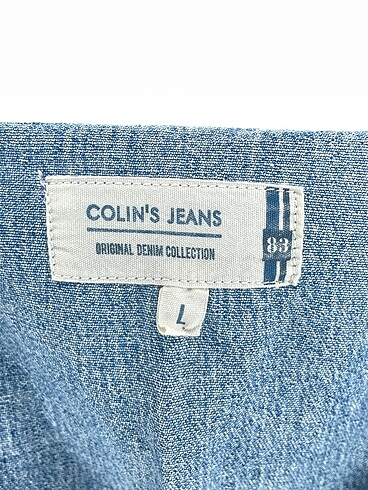 COLIN'S JEANS
ORIGINAL DENIM COLLECTION
83
L